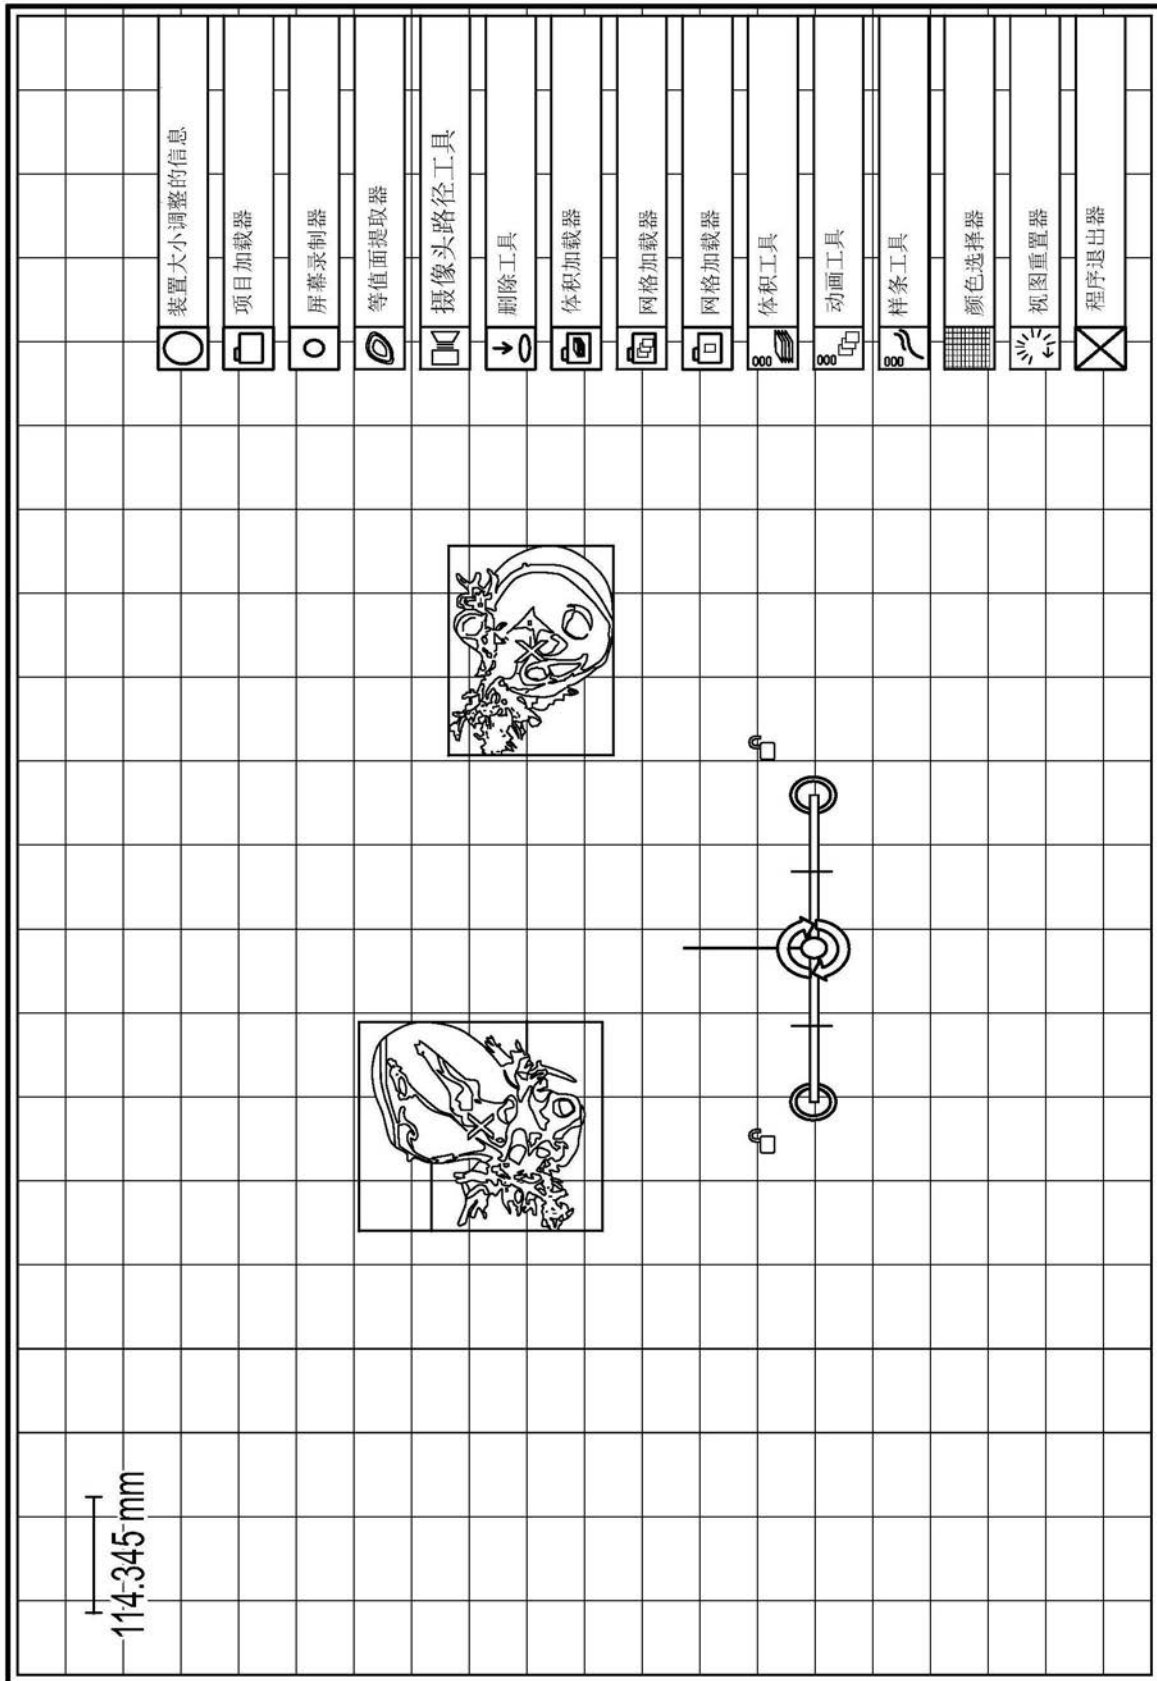 114.345 mm
装置大小调整的信息
项目加载器
屏幕录制器
等值面提取器
摄像头路径工具
删除工具
体积加载器
网格加载器
网格加载器
体积工具
动画工具
样条工具
颜色选择器
视图重置器
程序退出器